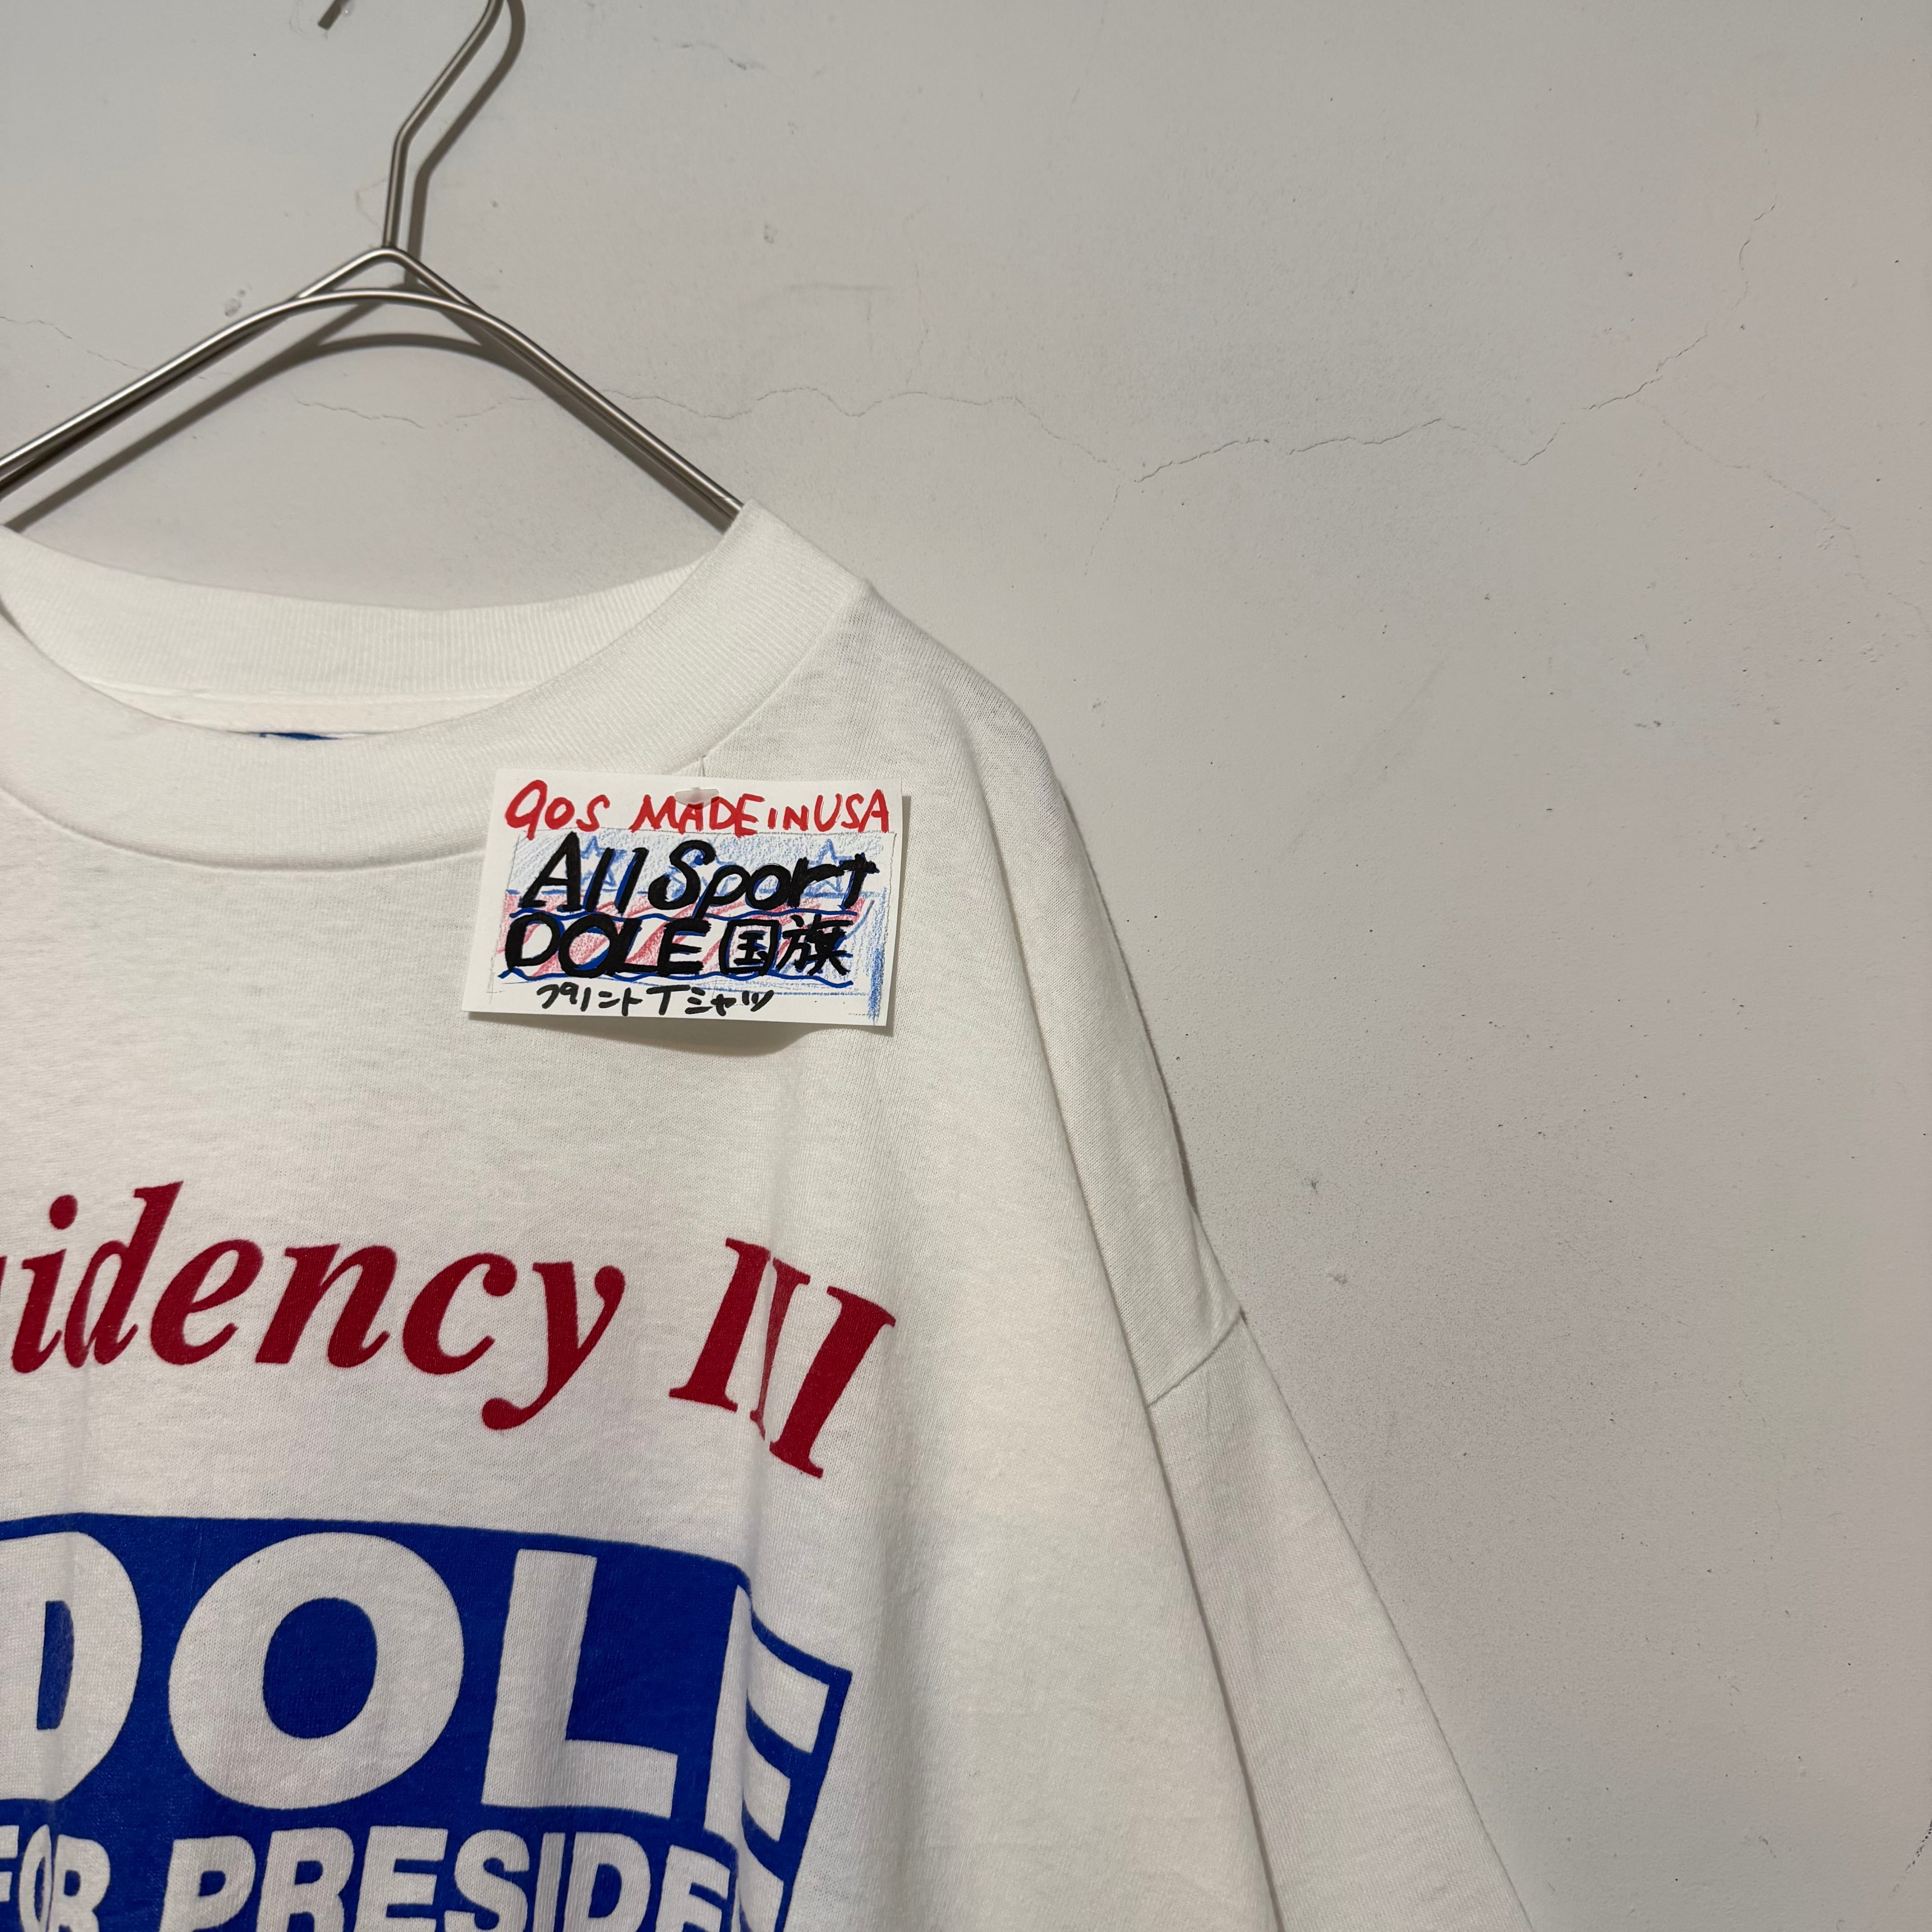 90s MADE IN USA
All Sport
DOLE 国旗
プリントTシャツ
idency III
DOLE
FOR PRESIDE